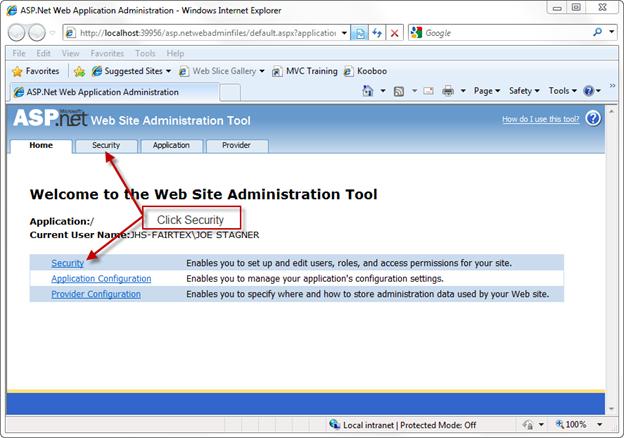 ASP.Net Web Application Administration - Windows Internet Explorer
http://localhost:39956/asp.netwebadminfiles/default.aspx?application
Google
File Edit View Favorites Tools Help
Favorites Suggested Sites Web Slice Gallery MVC Training Kooboo
ASP.Net Web Application Administration
Page Safety Tools
Microsoft
ASP.net Web Site Administration Tool
How do I use this tool?
Home Security Application Provider
Welcome to the Web Site Administration Tool
Application:/
Click Security
Current User Name:JHS-FAIRTEX\JOE STAGNER
Security Enables you to set up and edit users, roles, and access permissions for your site.
Application Configuration Enables you to manage your application's configuration settings.
Provider Configuration Enables you to specify where and how to store administration data used by your Web site.
Local intranet | Protected Mode: Off
100%